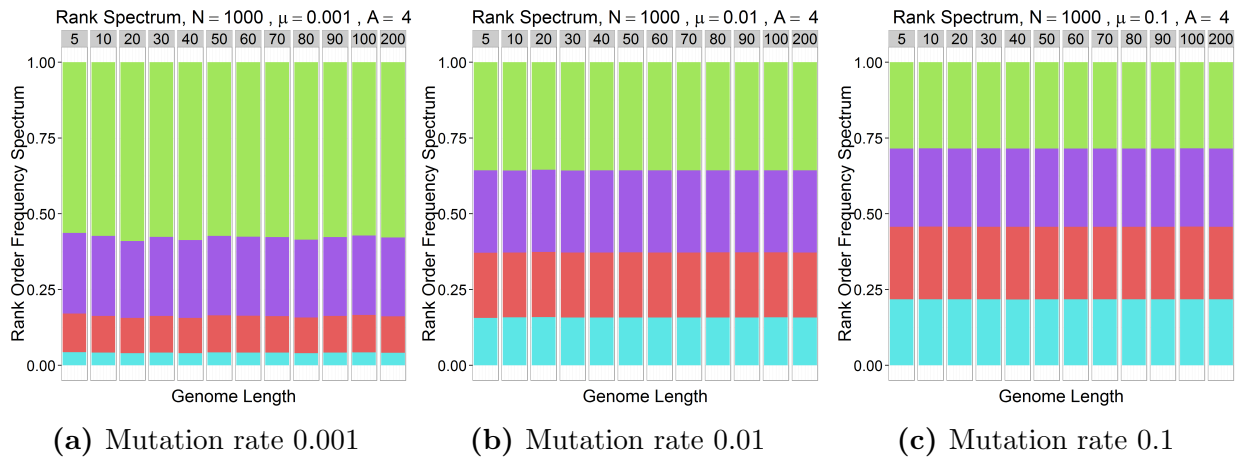 Rank Spectrum, N = 1000 , μ = 0.001 , A = 4
5 10 20 30 40 50 60 70 80 90 100 200
Rank Order Frequency Spectrum
1.00
0.75
0.50
0.25
0.00
Genome Length
(a) Mutation rate 0.001
Rank Spectrum, N = 1000 , μ = 0.01 , A = 4
5 10 20 30 40 50 60 70 80 90 100 200
Rank Order Frequency Spectrum
1.00
0.75
0.50
0.25
0.00
Genome Length
(b) Mutation rate 0.01
Rank Spectrum, N = 1000 , μ = 0.1 , A = 4
5 10 20 30 40 50 60 70 80 90 100 200
Rank Order Frequency Spectrum
1.00
0.75
0.50
0.25
0.00
Genome Length
(c) Mutation rate 0.1